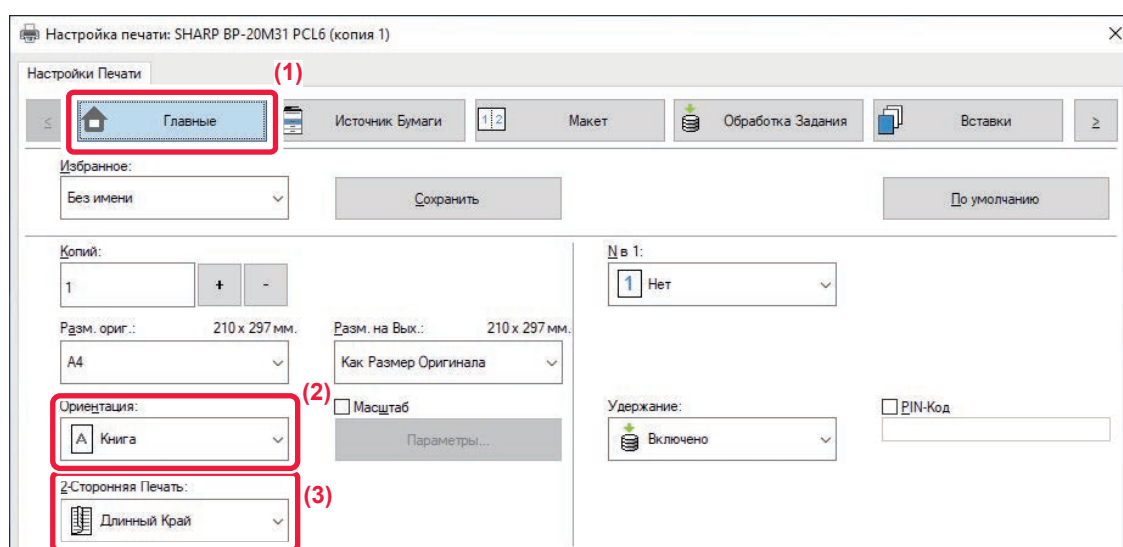 Настройка печати: SHARP BP-20M31 PCL6 (копия 1)
Настройки Печати
(1)
≤ Главные Источник Бумаги 1 2 Макет Обработка Задания Вставки ≥
Избранное:
Без имени Сохранить По умолчанию
Копий: N в 1:
1 + - 1 Нет
Разм. ориг.: 210 x 297 мм. Разм. на Вых.: 210 x 297 мм.
A4 Как Размер Оригинала
(2)
Ориентация: Масштаб Удержание: PIN-Код
A Книга Параметры... Включено
2-Сторонняя Печать: (3)
Длинный Край